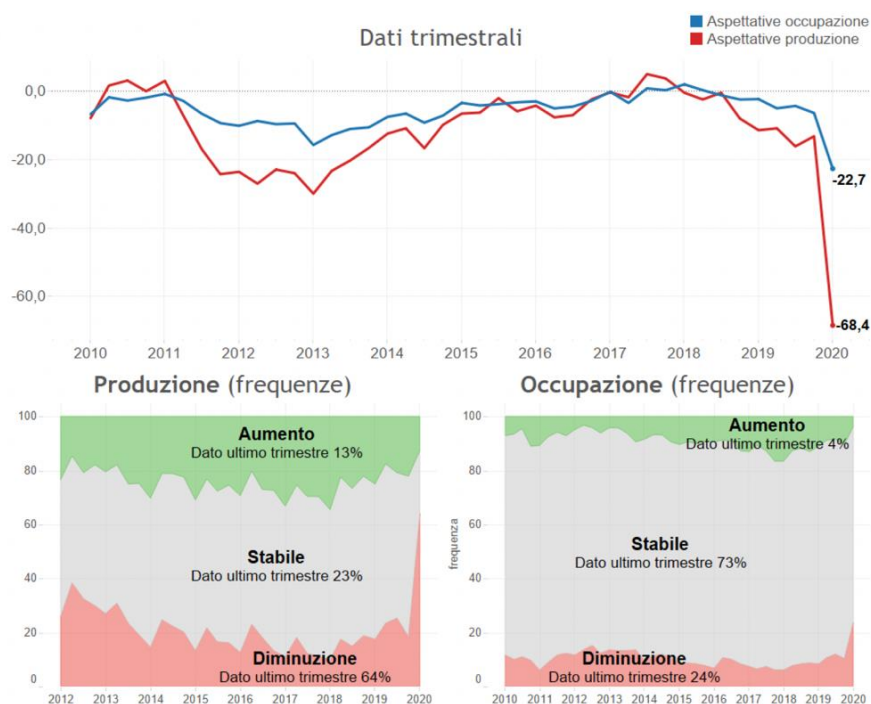 Dati trimestrali
Aspettative occupazione
Aspettative produzione
0,0
-20,0
-40,0
-60,0
-22,7
-68,4
2010 2011 2012 2013 2014 2015 2016 2017 2018 2019 2020
Produzione (frequenze)
100
80
60
40
20
0
Aumento
Dato ultimo trimestre 13%
Stabile
Dato ultimo trimestre 23%
Diminuzione
Dato ultimo trimestre 64%
2012 2013 2014 2015 2016 2017 2018 2019 2020
Occupazione (frequenze)
frequenza
100
80
60
40
20
0
Aumento
Dato ultimo trimestre 4%
Stabile
Dato ultimo trimestre 73%
Diminuzione
Dato ultimo trimestre 24%
2010 2011 2012 2013 2014 2015 2016 2017 2018 2019 2020